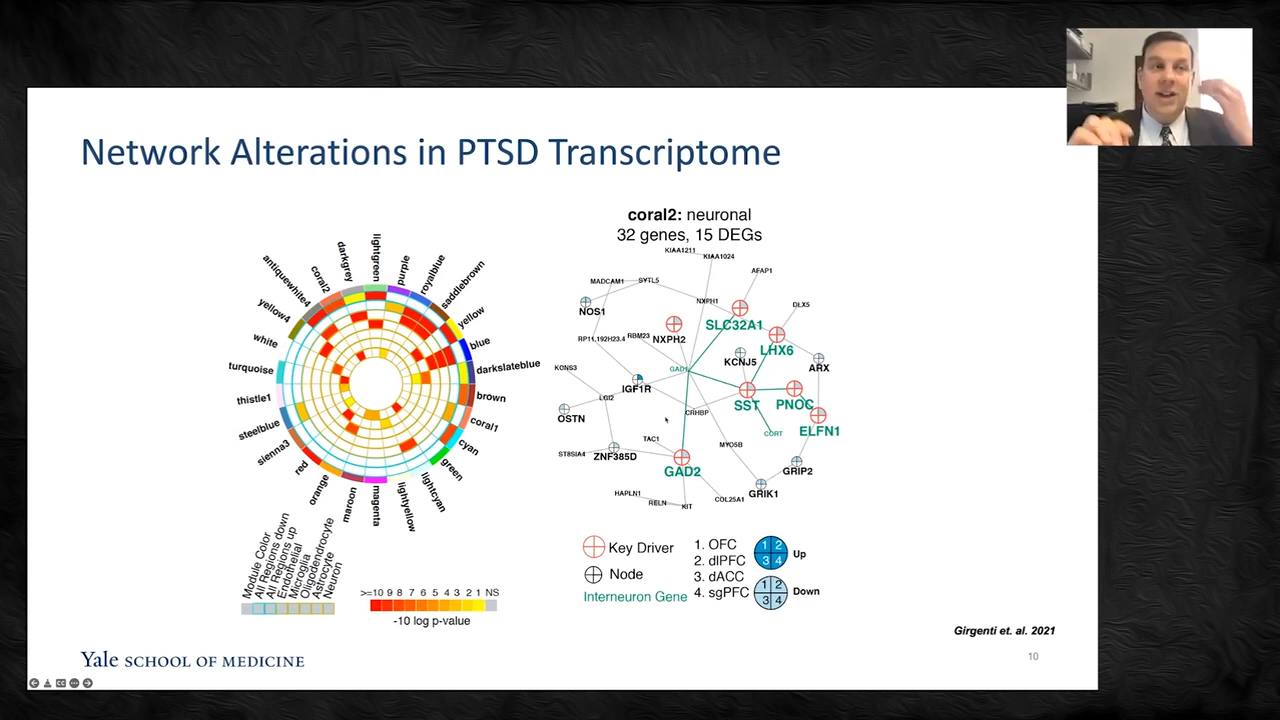 Network Alterations in PTSD Transcriptome
lightgreen
purple
royalblue
saddlebrown
yellow
blue
darkslateblue
brown
coral1
cyan
green
lightcyan
lightyellow
magenta
maroon
orange
red
sienna3
steelblue
thistle1
turquoise
white
yellow4
antiquewhite4
coral2
darkgrey
Module Color
All Regions down
All Regions up
Endothelial
Microglia
Oligodendrocyte
Astrocyte
Neuron
>=10 9 8 7 6 5 4 3 2 1 NS
-10 log p-value
coral2: neuronal
32 genes, 15 DEGs
KIAA1211
KIAA1024
AFAP1
MADCAM1
SYTL5
NXPH1
DLX5
NOS1
SLC32A1
NXPH2
RP11.192H23.4
RBM23
LHX6
KCNJ5
ARX
KCNS3
GAD1
IGF1R
LGI2
SST
PNOC
CRHBP
OSTN
ELFN1
CORT
TAC1
MYO5B
ST8SIA4
ZNF385D
GAD2
GRIP2
GRIK1
HAPLN1
RELN
KIT
COL25A1
Key Driver
Node
Interneuron Gene
1. OFC
2. dlPFC
3. dACC
4. sgPFC
1 2
3 4
Up
1 2
3 4
Down
Girgenti et. al. 2021
Yale SCHOOL OF MEDICINE
10